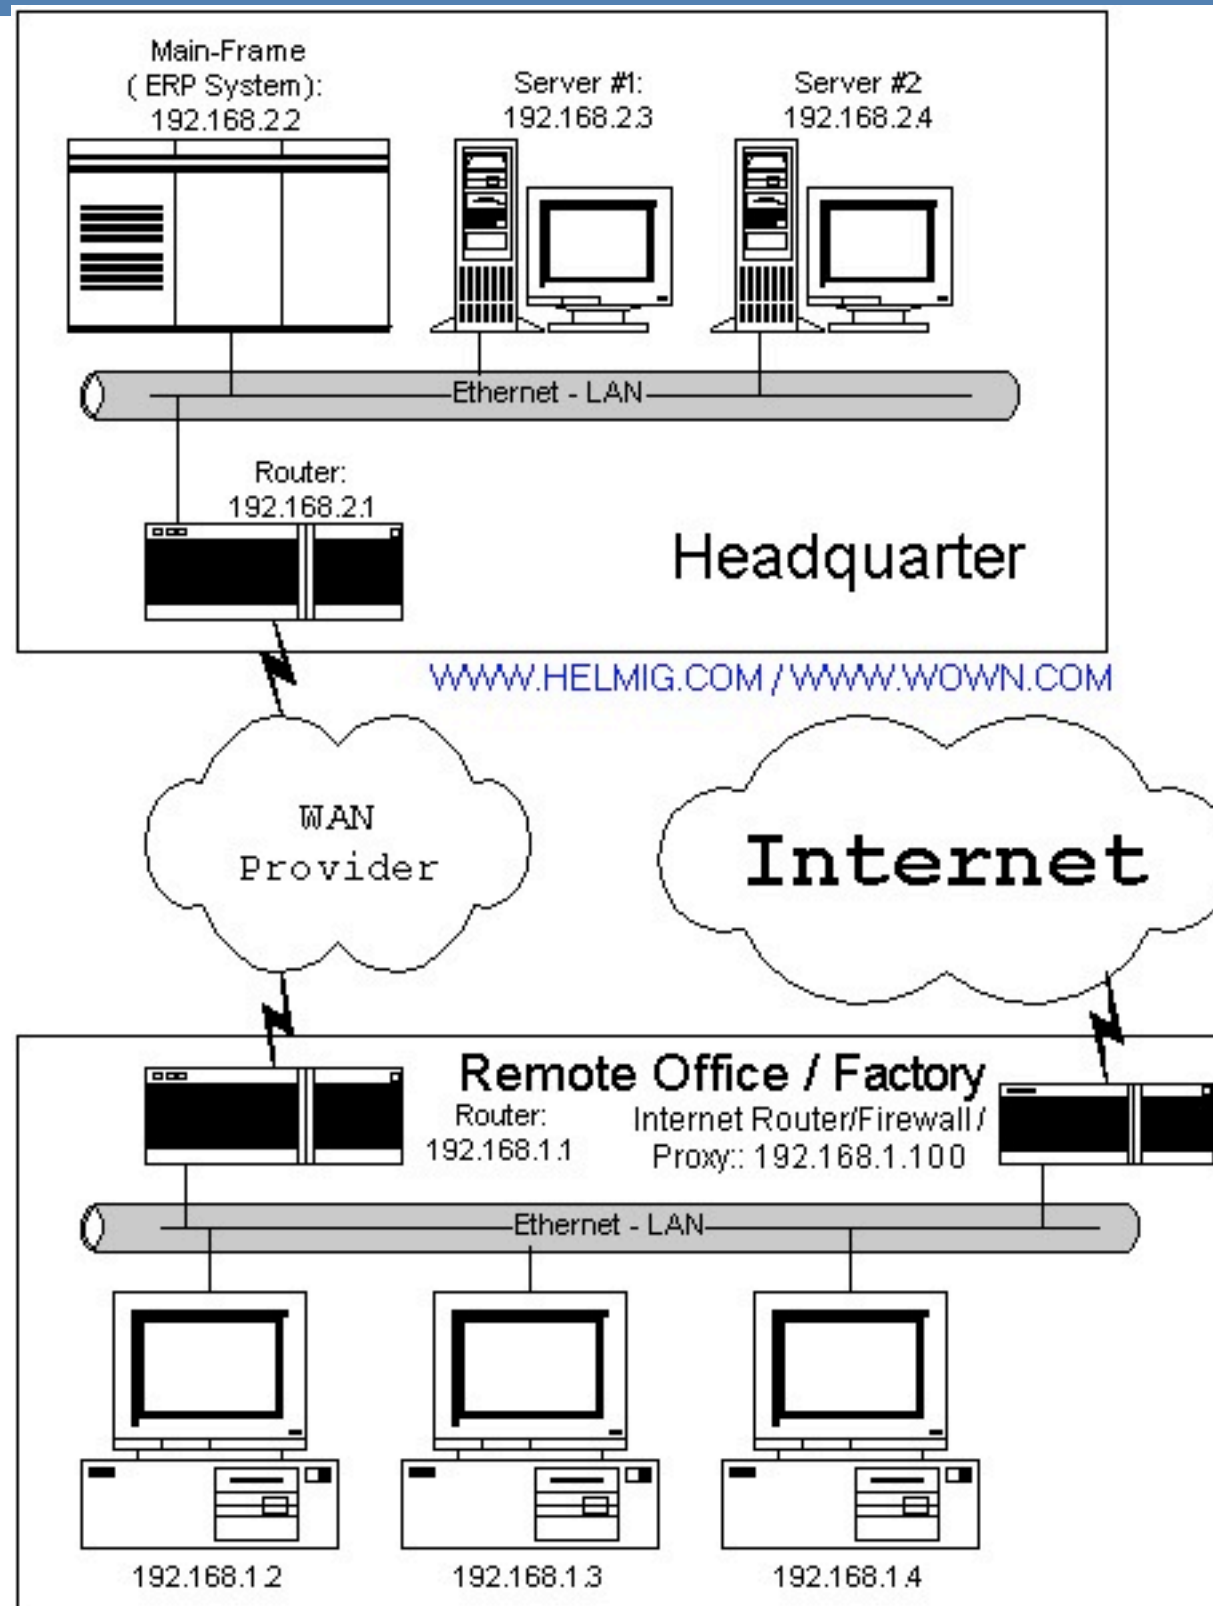 Main-Frame
( ERP System):
192.168.2.2
Server #1:
192.168.2.3
Server #2
192.168.2.4
Ethernet - LAN
Router:
192.168.2.1
Headquarter
WWW.HELMIG.COM / WWW.WOWN.COM
WAN
Provider
Internet
Remote Office / Factory
Router:
192.168.1.1
Internet Router/Firewall /
Proxy:: 192.168.1.100
Ethernet - LAN
192.168.1.2
192.168.1.3
192.168.1.4